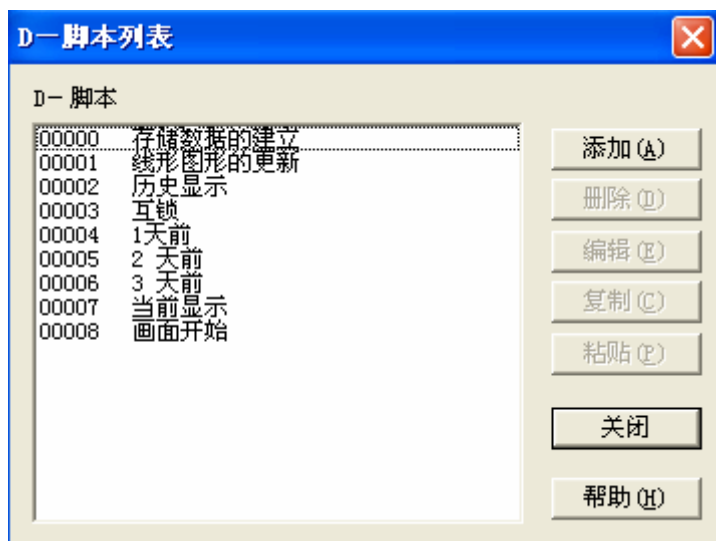 D－脚本列表
D－ 脚本
00000 存储数据的建立
00001 线形图形的更新
00002 历史显示
00003 互锁
00004 1天前
00005 2 天前
00006 3 天前
00007 当前显示
00008 画面开始
添加(A)
删除(D)
编辑(E)
复制(C)
粘贴(P)
关闭
帮助(H)